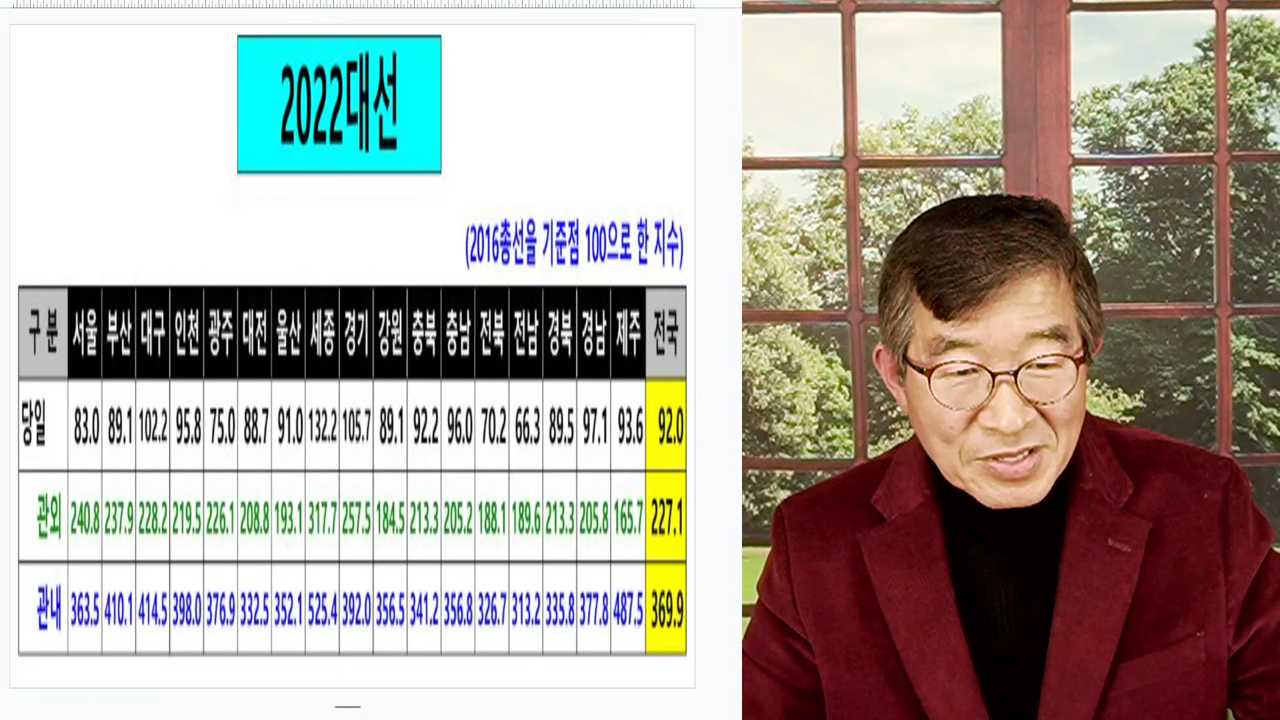 2022대선
(2016총선을 기준점 100으로 한 지수)
구 분 서울 부산 대구 인천 광주 대전 울산 세종 경기 강원 충북 충남 전북 전남 경북 경남 제주 전국
당일 83.0 89.1 102.2 95.8 75.0 88.7 91.0 132.2 105.7 89.1 92.2 96.0 70.2 66.3 89.5 97.1 93.6 92.0
관외 240.8 237.9 228.2 219.5 226.1 208.8 193.1 317.7 257.5 184.5 213.3 205.2 188.1 189.6 213.3 205.8 165.7 227.1
관내 363.5 410.1 414.5 398.0 376.9 332.5 352.1 525.4 392.0 356.5 341.2 356.8 326.7 313.2 335.8 377.8 487.5 369.9